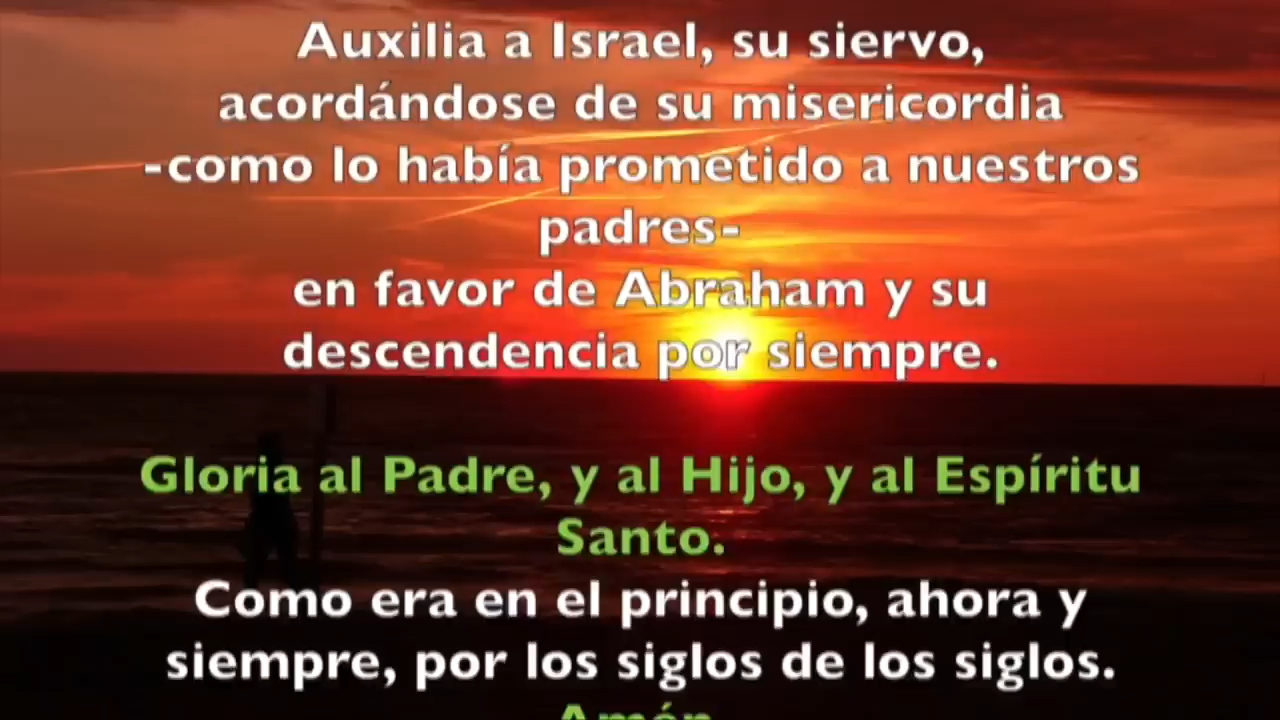 Auxilia a Israel, su siervo,
acordándose de su misericordia
-como lo había prometido a nuestros
padres-
en favor de Abraham y su
descendencia por siempre.
Gloria al Padre, y al Hijo, y al Espíritu
Santo.
Como era en el principio, ahora y
siempre, por los siglos de los siglos.
Amén.